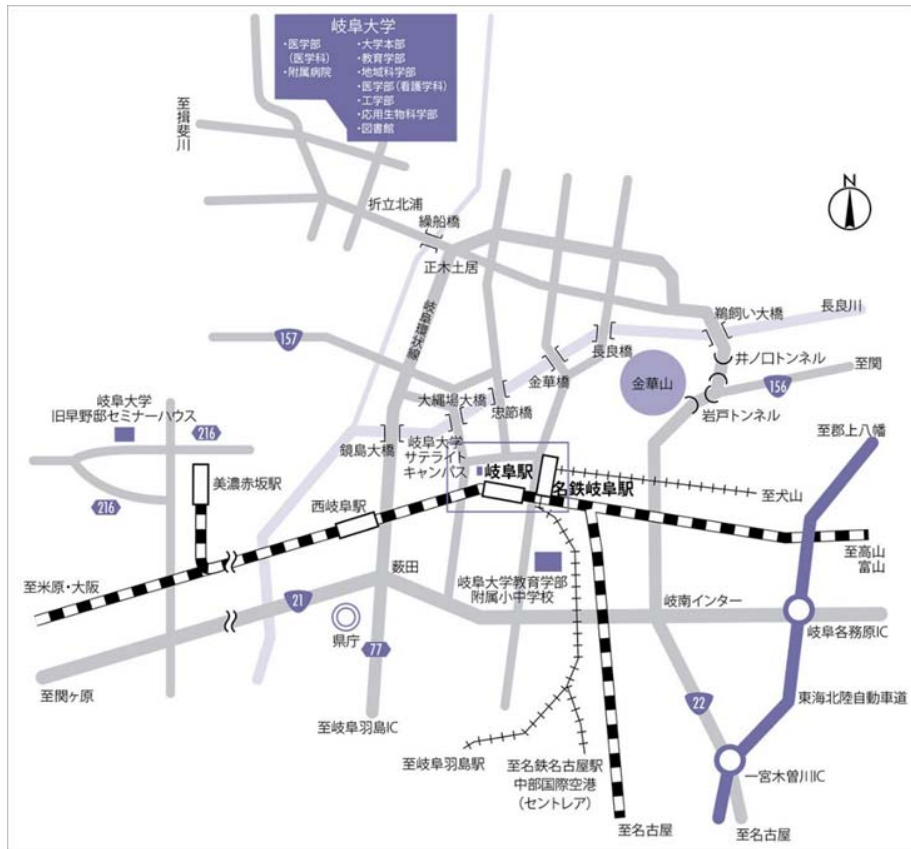 岐阜大学
・医学部
（医学科）
・附属病院
・大学本部
・教育学部
・地域科学部
・医学部（看護学科）
・工学部
・応用生物科学部
・図書館
至揖斐川
N
折立北浦
繰船橋
正木土居
岐阜環状線
鵜飼い大橋
長良川
157
長良橋
井ノ口トンネル
金華橋
金華山
至関
156
岐阜大学
旧早野邸セミナーハウス
大縄場大橋
忠節橋
岩戸トンネル
216
鏡島大橋
岐阜大学
サテライト
キャンパス
岐阜駅
至郡上八幡
美濃赤坂駅
名鉄岐阜駅
216
西岐阜駅
至犬山
至高山
富山
至米原・大阪
薮田
岐阜大学教育学部
附属小中学校
21
岐南インター
県庁
岐阜各務原IC
77
至関ヶ原
東海北陸自動車道
22
至岐阜羽島IC
至岐阜羽島駅
至名鉄名古屋駅
中部国際空港
（セントレア）
一宮木曽川IC
至名古屋
至名古屋